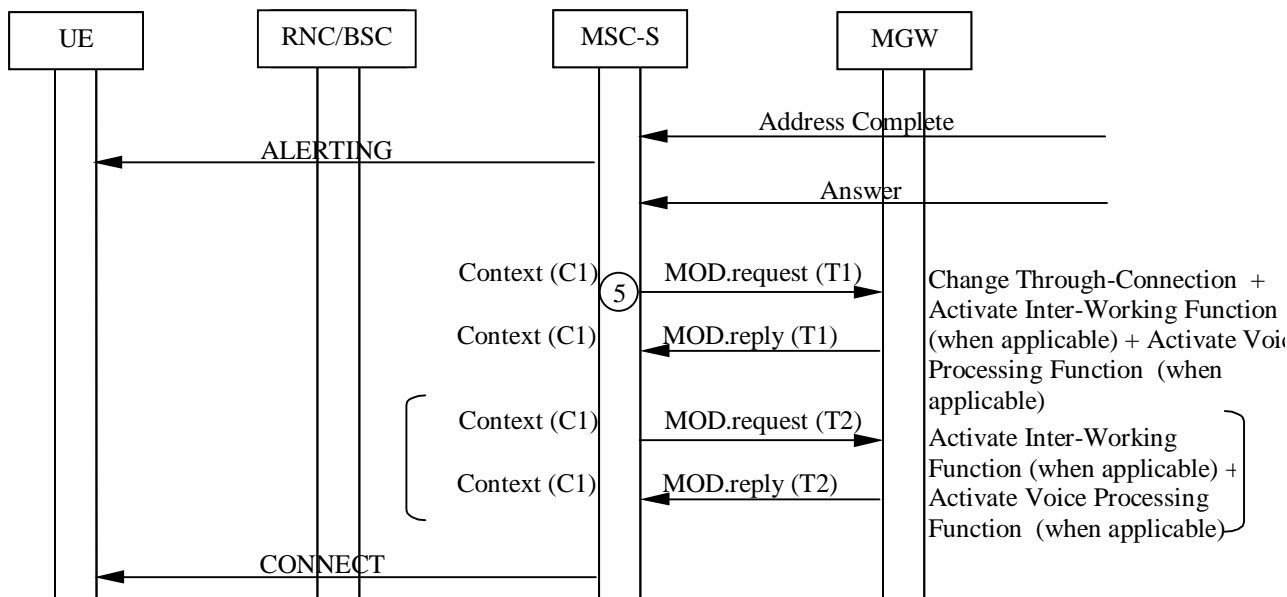 UE RNC/BSC MSC-S MGW
Address Complete
ALERTING
Answer
Context (C1) 5 MOD.request (T1)
Change Through-Connection +
Activate Inter-Working Function
Context (C1) MOD.reply (T1)
(when applicable) + Activate Voic
Processing Function (when
applicable)
Context (C1) MOD.request (T2)
Activate Inter-Working
Function (when applicable) +
Context (C1) MOD.reply (T2)
Activate Voice Processing
Function (when applicable)
CONNECT